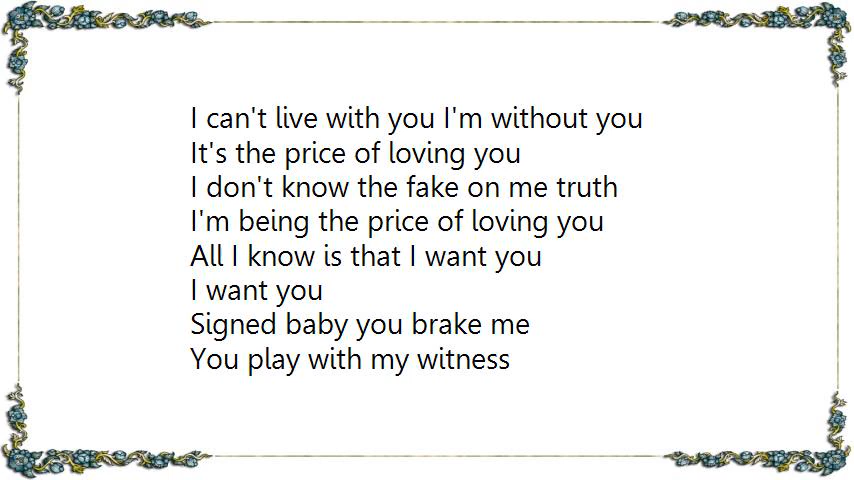 I can't live with you I'm without you
It's the price of loving you
I don't know the fake on me truth
I'm being the price of loving you
All I know is that I want you
I want you
Signed baby you brake me
You play with my witness